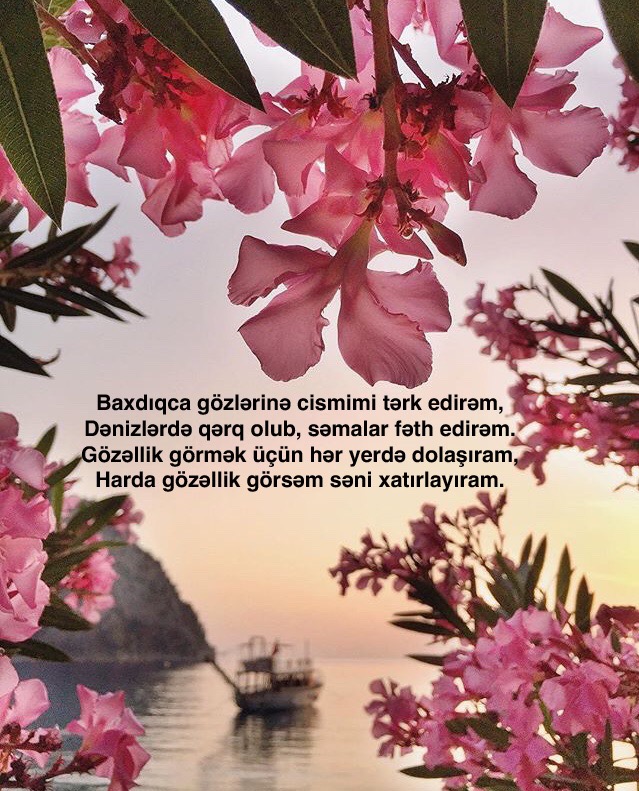 Baxdıqca gözlərinə cismimi tərk edirəm,
Dənizlərdə qərq olub, səmalar fəth edirəm.
Gözəllik görmək üçün hər yerdə dolaşıram,
Harda gözəllik görsəm səni xatırlayıram.